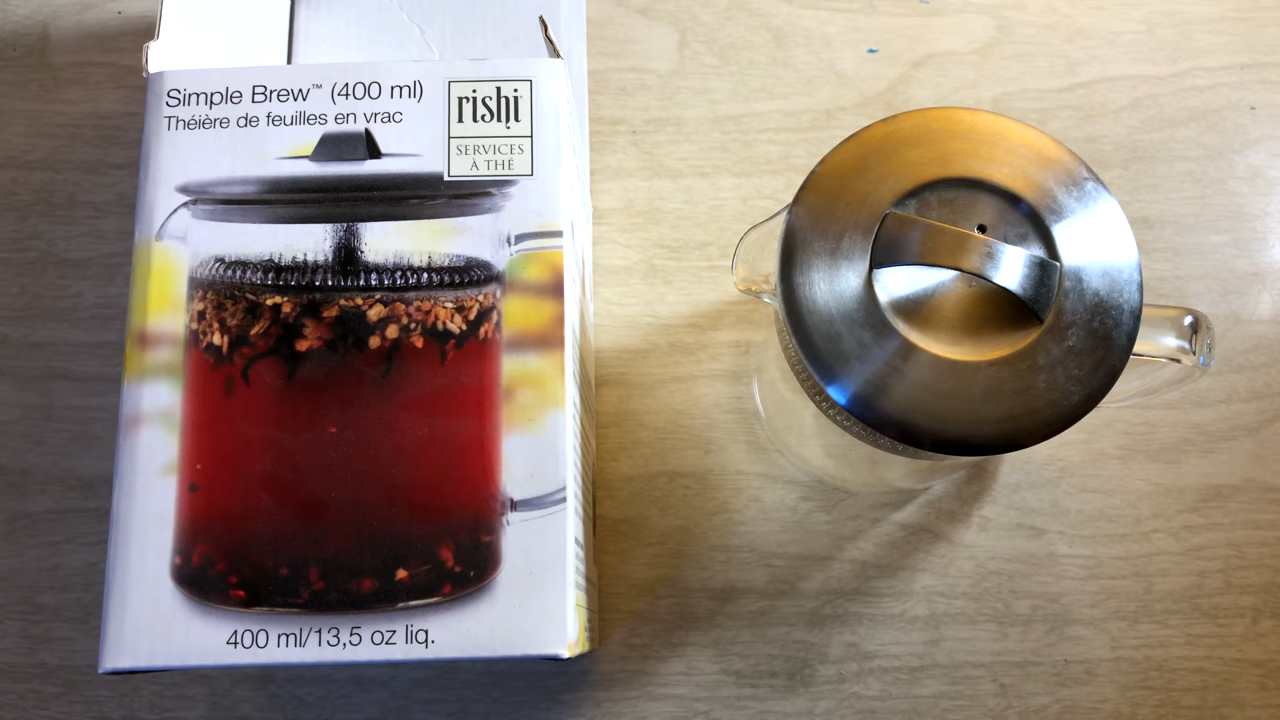 Simple Brew™ (400 ml)
Théière de feuilles en vrac
rishi
SERVICES
À THÉ
400 ml/13,5 oz liq.